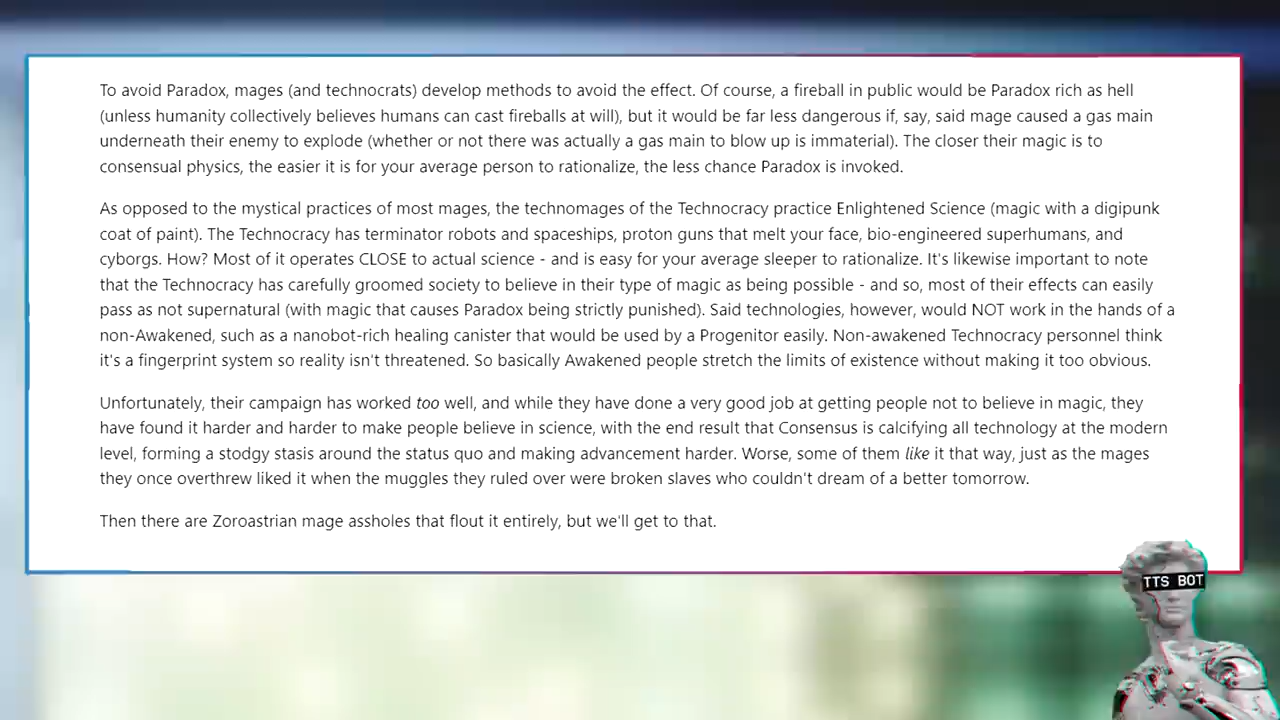 To avoid Paradox, mages (and technocrats) develop methods to avoid the effect. Of course, a fireball in public would be Paradox rich as hell
(unless humanity collectively believes humans can cast fireballs at will), but it would be far less dangerous if, say, said mage caused a gas main
underneath their enemy to explode (whether or not there was actually a gas main to blow up is immaterial). The closer their magic is to
consensual physics, the easier it is for your average person to rationalize, the less chance Paradox is invoked.
As opposed to the mystical practices of most mages, the technomages of the Technocracy practice Enlightened Science (magic with a digipunk
coat of paint). The Technocracy has terminator robots and spaceships, proton guns that melt your face, bio-engineered superhumans, and
cyborgs. How? Most of it operates CLOSE to actual science - and is easy for your average sleeper to rationalize. It's likewise important to note
that the Technocracy has carefully groomed society to believe in their type of magic as being possible - and so, most of their effects can easily
pass as not supernatural (with magic that causes Paradox being strictly punished). Said technologies, however, would NOT work in the hands of a
non-Awakened, such as a nanobot-rich healing canister that would be used by a Progenitor easily. Non-awakened Technocracy personnel think
it's a fingerprint system so reality isn't threatened. So basically Awakened people stretch the limits of existence without making it too obvious.
Unfortunately, their campaign has worked too well, and while they have done a very good job at getting people not to believe in magic, they
have found it harder and harder to make people believe in science, with the end result that Consensus is calcifying all technology at the modern
level, forming a stodgy stasis around the status quo and making advancement harder. Worse, some of them like it that way, just as the mages
they once overthrew liked it when the muggles they ruled over were broken slaves who couldn't dream of a better tomorrow.
Then there are Zoroastrian mage assholes that flout it entirely, but we'll get to that.
TTS BOT